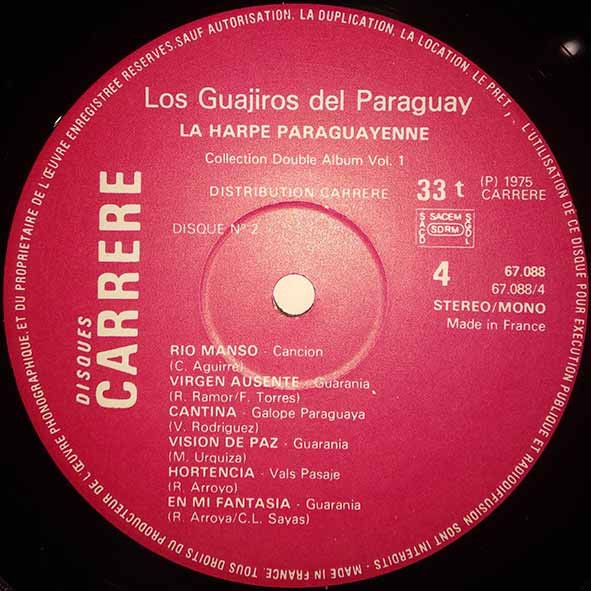 TOUS DROITS DU PRODUCTEUR DE L'ŒUVRE PHONOGRAPHIQUE, ET DU PROPRIETAIRE DE L'ŒUVRE ENREGISTREE RESERVES, SAUF AUTORISATION, LA DUPLICATION, LA LOCATION, LE PRET, L'UTILISATION DE CE DISQUE POUR EXECUTION PUBLIQUE ET RADIODIFFUSION SONT INTERDITS - MADE IN FRANCE.
Los Guajiros del Paraguay
LA HARPE PARAGUAYENNE
Collection Double Album Vol. 1
DISTRIBUTION CARRERE
33 t
(P) 1975
CARRERE
DISQUE Nº 2
SACEM
SACD
SDRM
SGDL
4
67.088
67.088/4
STEREO/MONO
Made in France
DISQUES
CARRERE
RIO MANSO - Cancion
(C. Aguirre)
VIRGEN AUSENTE - Guarania
(R. Ramor/F. Torres)
CANTINA - Galope Paraguaya
(V. Rodriguez)
VISION DE PAZ - Guarania
(M. Urquiza)
HORTENCIA - Vals Pasaje
(R. Arroyo)
EN MI FANTASIA - Guarania
(R. Arroya/C.L. Sayas)